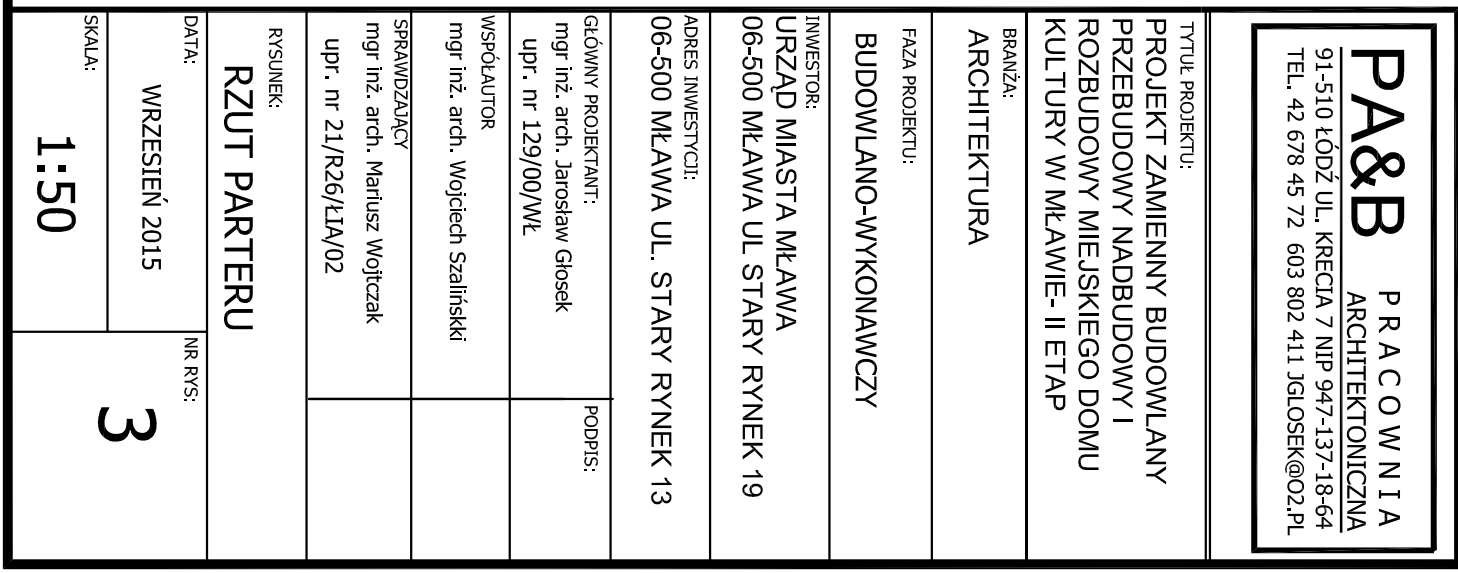 PA&B
P R A C O W N I A
ARCHITEKTONICZNA
91-510 ŁÓDŹ UL. KRECIA 7 NIP 947-137-18-64
TEL. 42 678 45 72 603 802 411 JGLOSEK@O2.PL
TYTUŁ PROJEKTU:
PROJEKT ZAMIENNY BUDOWLANY
PRZEBUDOWY NADBUDOWY I
ROZBUDOWY MIEJSKIEGO DOMU
KULTURY W MŁAWIE- II ETAP
BRANŻA:
ARCHITEKTURA
FAZA PROJEKTU:
BUDOWLANO-WYKONAWCZY
INWESTOR:
URZĄD MIASTA MŁAWA
06-500 MŁAWA UL STARY RYNEK 19
ADRES INWESTYCJI:
06-500 MŁAWA UL. STARY RYNEK 13
GŁÓWNY PROJEKTANT:
mgr inż. arch. Jarosław Głosek
upr. nr 129/00/WŁ
PODPIS:
WSPÓŁAUTOR
mgr inż. arch. Wojciech Szalińskki
SPRAWDZAJĄCY
mgr inż. arch. Mariusz Wojtczak
upr. nr 21/R26/ŁIA/02
RYSUNEK:
RZUT PARTERU
DATA:
WRZESIEŃ 2015
NR RYS:
3
SKALA:
1:50